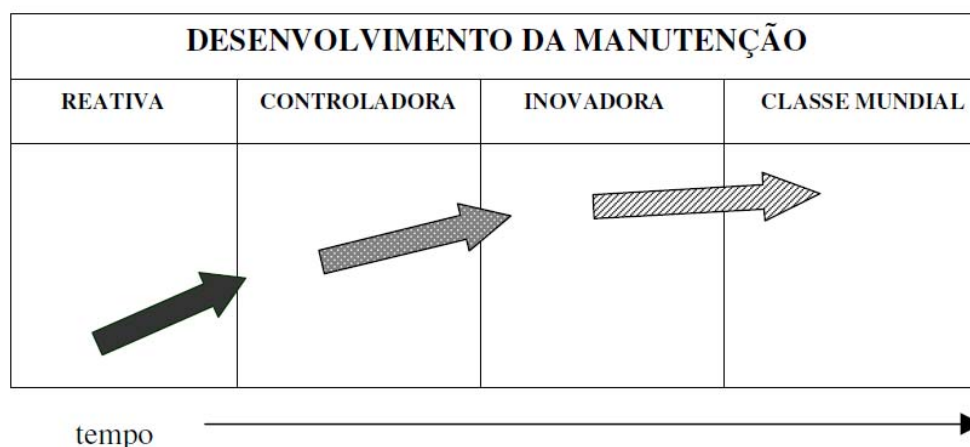 DESENVOLVIMENTO DA MANUTENÇÃO
REATIVA CONTROLADORA INOVADORA CLASSE MUNDIAL
tempo